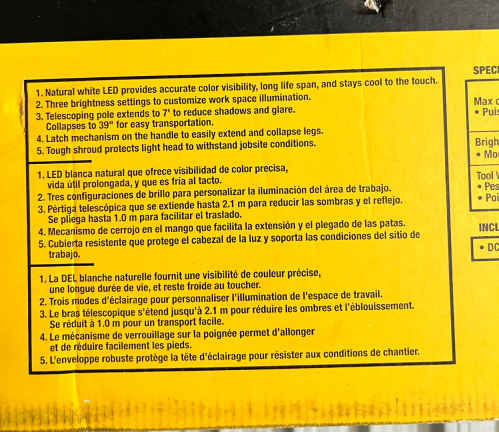 1. Natural white LED provides accurate color visibility, long life span, and stays cool to the touch.
2. Three brightness settings to customize work space illumination.
3. Telescoping pole extends to 7' to reduce shadows and glare.
Collapses to 39" for easy transportation.
4. Latch mechanism on the handle to easily extend and collapse legs.
5. Tough shroud protects light head to withstand jobsite conditions.
1. LED blanca natural que ofrece visibilidad de color precisa,
vida útil prolongada, y que es fría al tacto.
2. Tres configuraciones de brillo para personalizar la iluminación del área de trabajo.
3. Pértiga telescópica que se extiende hasta 2.1 m para reducir las sombras y el reflejo.
Se pliega hasta 1.0 m para facilitar el traslado.
4. Mecanismo de cerrojo en el mango que facilita la extensión y el plegado de las patas.
5. Cubierta resistente que protege el cabezal de la luz y soporta las condiciones del sitio de
trabajo.
1. La DEL blanche naturelle fournit une visibilité de couleur précise,
une longue durée de vie, et reste froide au toucher.
2. Trois modes d'éclairage pour personnaliser l'illumination de l'espace de travail.
3. Le bras télescopique s'étend jusqu'à 2.1 m pour réduire les ombres et l'éblouissement.
Se réduit à 1.0 m pour un transport facile.
4. Le mécanisme de verrouillage sur la poignée permet d'allonger
et de réduire facilement les pieds.
5. L'enveloppe robuste protège la tête d'éclairage pour résister aux conditions de chantier.
SPECI
Max
• Puis
Brigh
• Mo
Tool
• Pes
• Poi
INCL
• DC